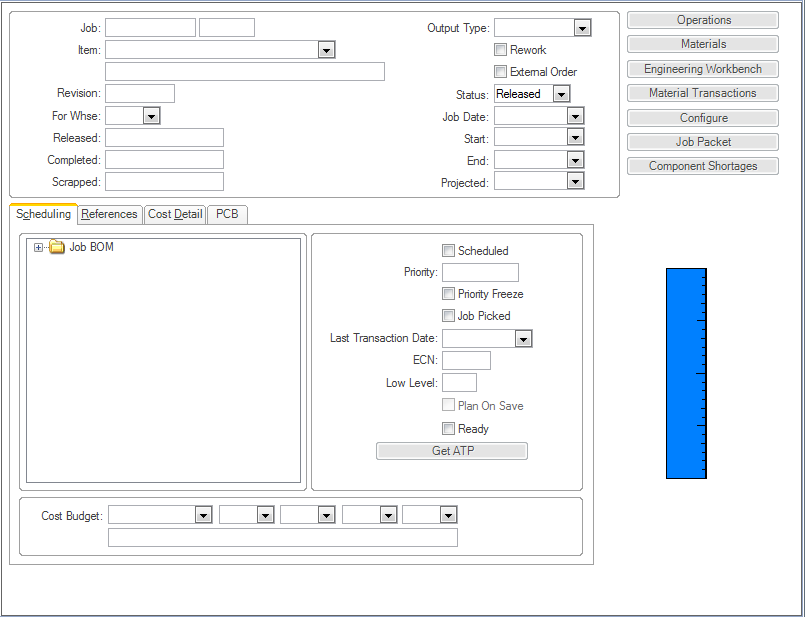 Job:
Item:
Revision:
For Whse:
Released:
Completed:
Scrapped:
Output Type:
Rework
External Order
Status: Released
Job Date:
Start:
End:
Projected:
Operations
Materials
Engineering Workbench
Material Transactions
Configure
Job Packet
Component Shortages
Scheduling References Cost Detail PCB
Job BOM
Scheduled
Priority:
Priority Freeze
Job Picked
Last Transaction Date:
ECN:
Low Level:
Plan On Save
Ready
Get ATP
Cost Budget: